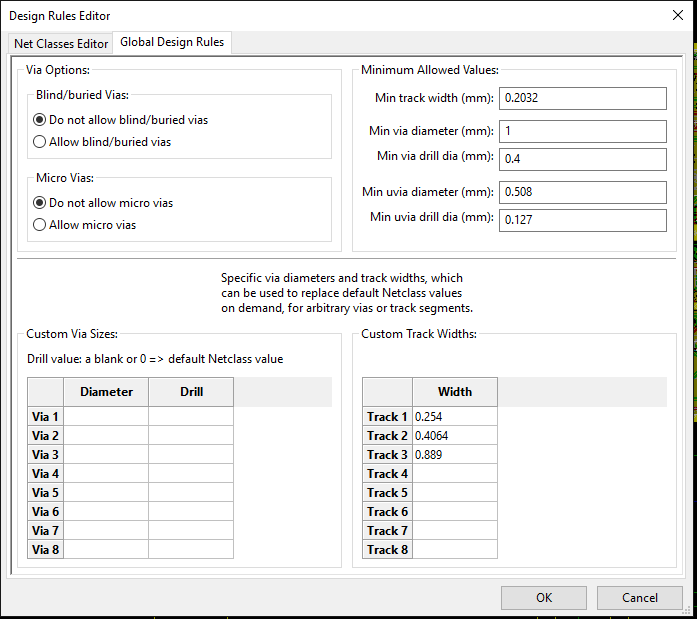 Design Rules Editor
Net Classes Editor
Global Design Rules
Via Options:
Blind/buried Vias:
Do not allow blind/buried vias
Allow blind/buried vias
Micro Vias:
Do not allow micro vias
Allow micro vias
Minimum Allowed Values:
Min track width (mm): 0.2032
Min via diameter (mm): 1
Min via drill dia (mm): 0.4
Min uvia diameter (mm): 0.508
Min uvia drill dia (mm): 0.127
Specific via diameters and track widths, which
can be used to replace default Netclass values
on demand, for arbitrary vias or track segments.
Custom Via Sizes:
Drill value: a blank or 0 => default Netclass value
Diameter Drill
Via 1
Via 2
Via 3
Via 4
Via 5
Via 6
Via 7
Via 8
Custom Track Widths:
Width
Track 1 0.254
Track 2 0.4064
Track 3 0.889
Track 4
Track 5
Track 6
Track 7
Track 8
OK
Cancel